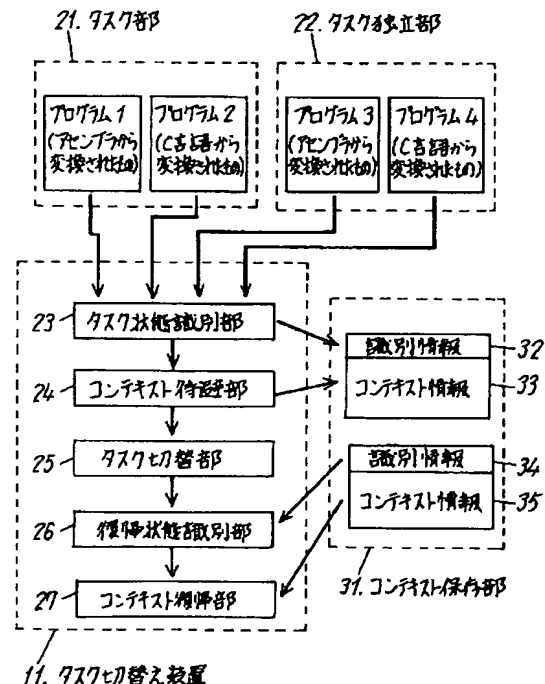 21.タスク部
22.タスク独立部
プログラム1
(アセンブラから
変換されたもの)
プログラム2
(C言語から
変換されたもの)
プログラム3
(アセンブラから
変換されたもの)
プログラム4
(C言語から
変換されたもの)
23
タスク状態識別部
24
コンテキスト待避部
25
タスク切替部
26
復帰状態識別部
27
コンテキスト復帰部
識別情報
32
コンテキスト情報
33
識別情報
34
コンテキスト情報
35
31.コンテキスト保存部
11.タスク切替え装置